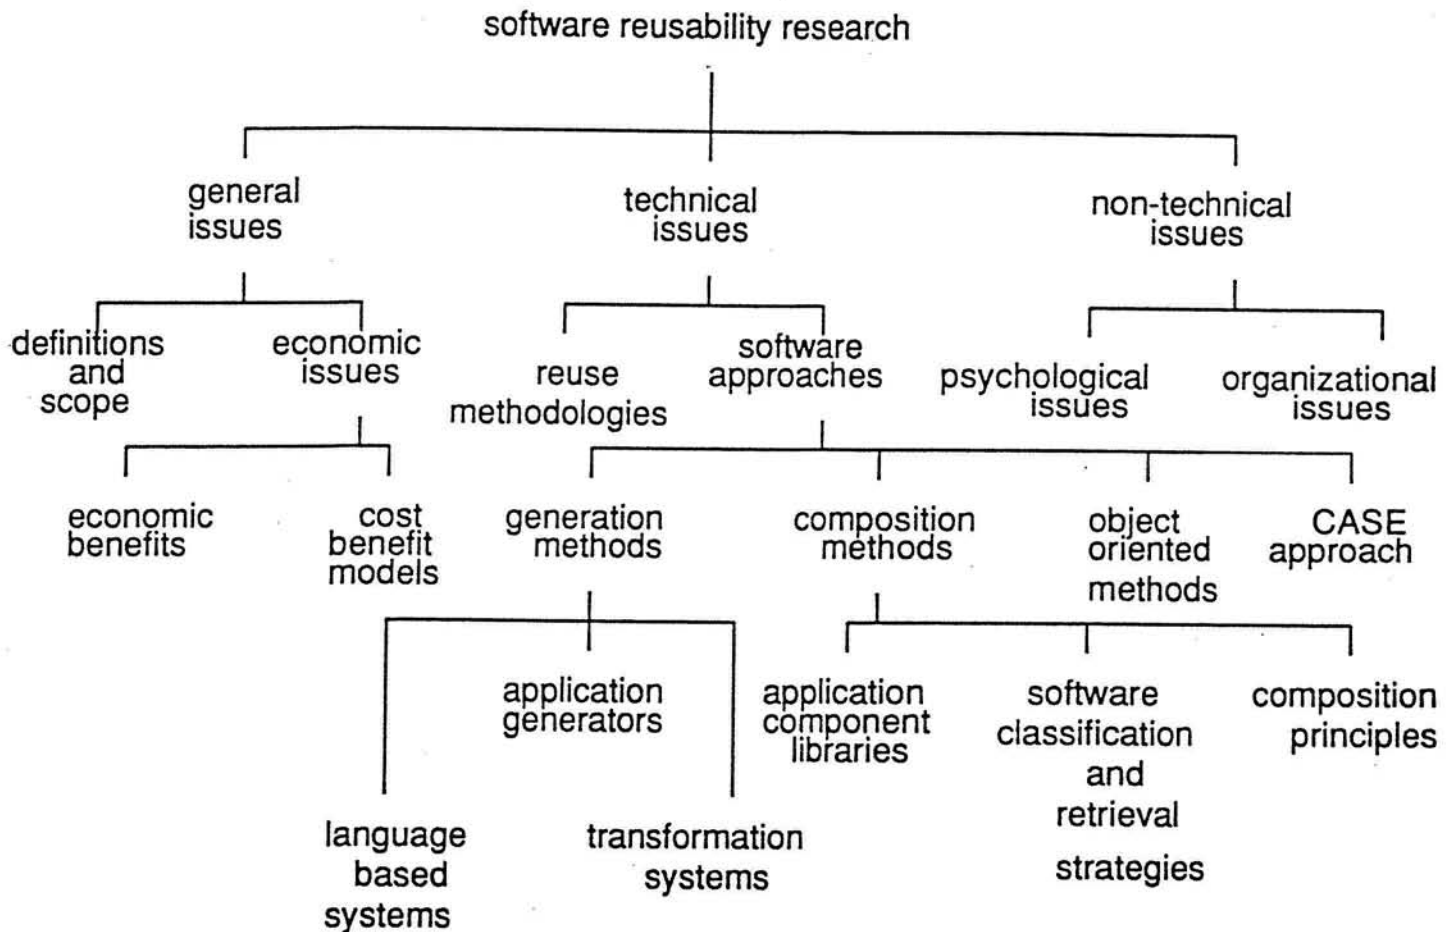 software reusability research
general
issues
technical
issues
non-technical
issues
definitions
and
scope
economic
issues
reuse
methodologies
software
approaches
psychological
issues
organizational
issues
economic
benefits
cost
benefit
models
generation
methods
composition
methods
object
oriented
methods
CASE
approach
application
generators
application
component
libraries
software
classification
and
retrieval
strategies
composition
principles
language
based
systems
transformation
systems